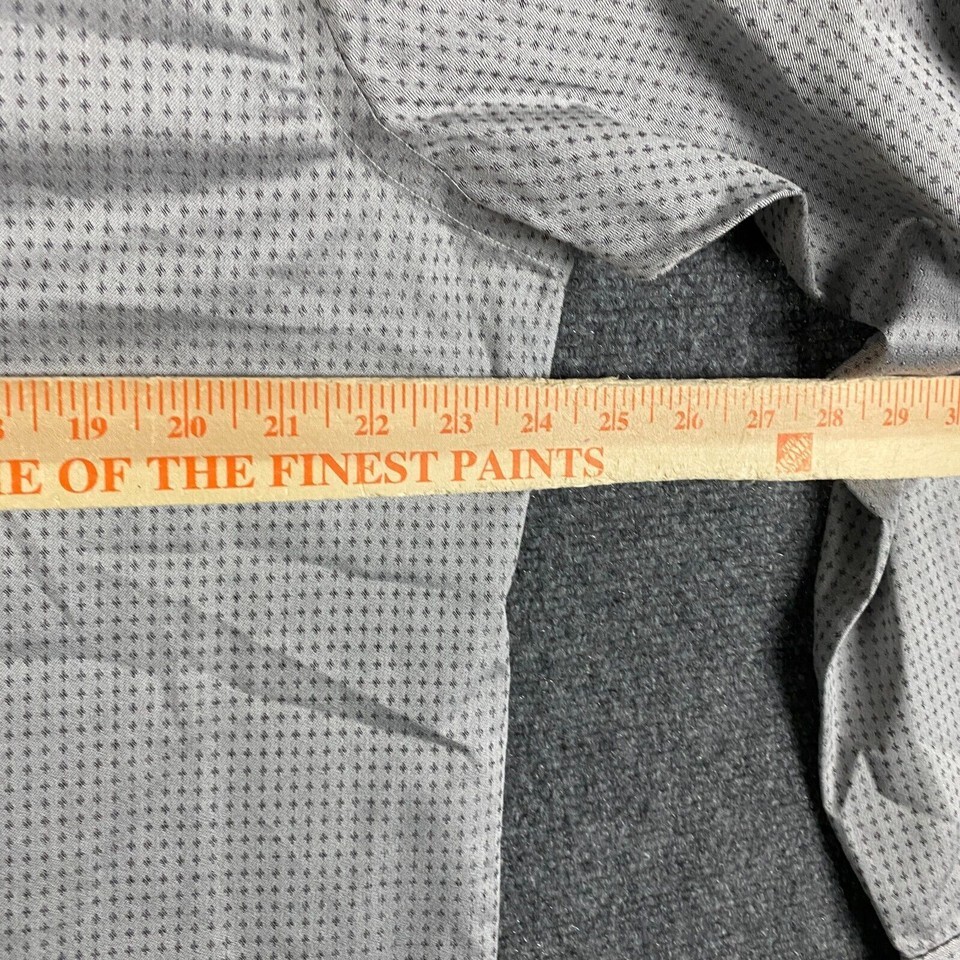 19 20 21 22 23 24 25 26 27 28 29
OF THE FINEST PAINTS